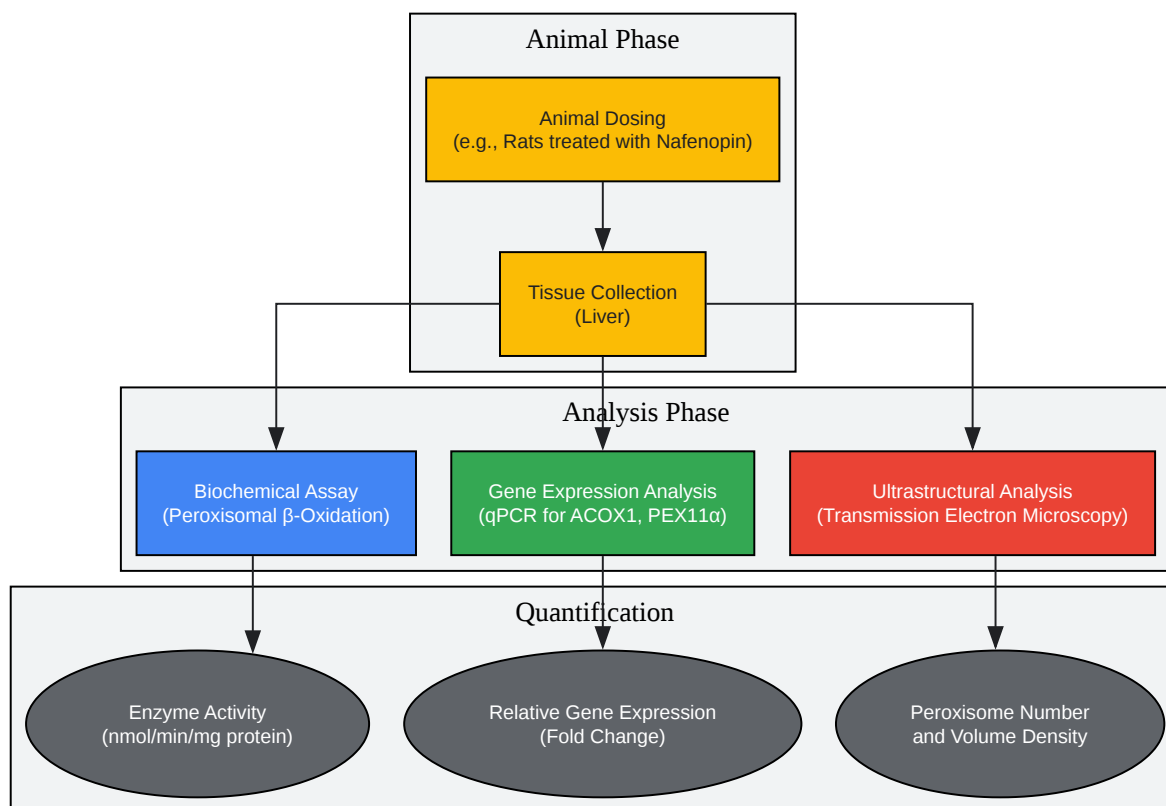 Animal Phase
Animal Dosing
(e.g., Rats treated with Nafenopin)
Tissue Collection
(Liver)
Analysis Phase
Biochemical Assay
(Peroxisomal β-Oxidation)
Gene Expression Analysis
(qPCR for ACOX1, PEX11α)
Ultrastructural Analysis
(Transmission Electron Microscopy)
Quantification
Enzyme Activity
(nmol/min/mg protein)
Relative Gene Expression
(Fold Change)
Peroxisome Number
and Volume Density